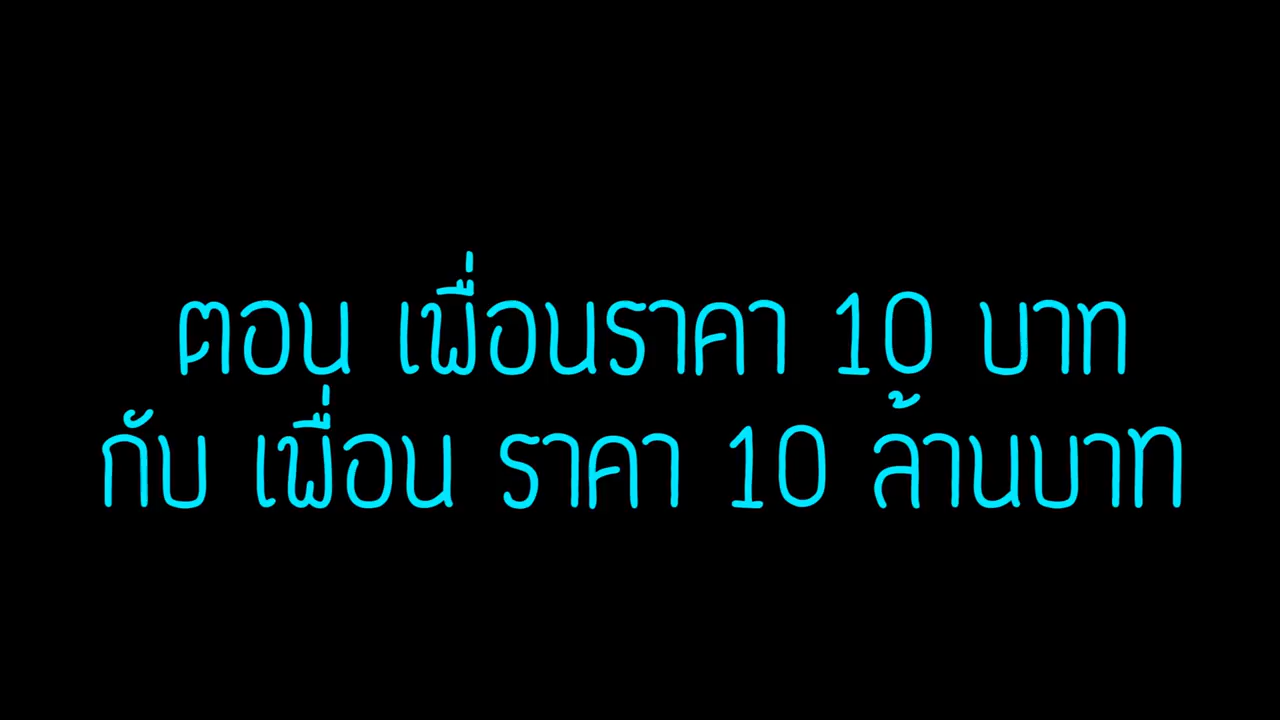 ตอน เพื่อนราคา 10 บาท
กับ เพื่อน ราคา 10 ล้านบาท